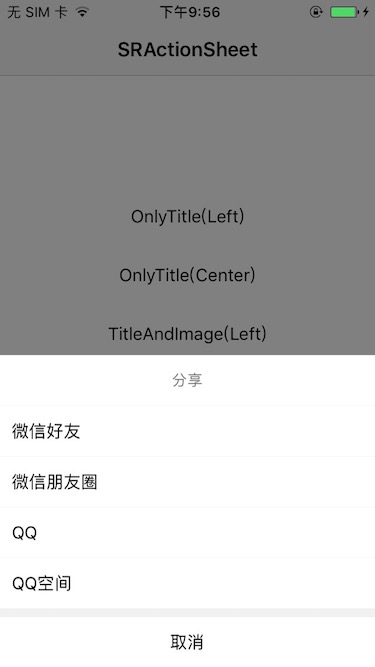 无 SIM 卡 下午9:56
SRActionSheet
OnlyTitle(Left)
OnlyTitle(Center)
TitleAndImage(Left)
分享
微信好友
微信朋友圈
QQ
QQ空间
取消